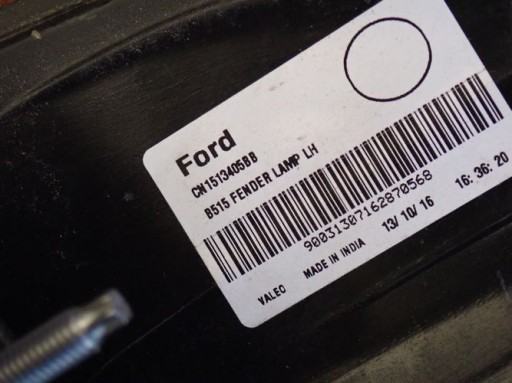 Ford
CN1513405BB
B515 FENDER LAMP LH
90031307162870568
VALEO MADE IN INDIA 13/10/16 16:36:20